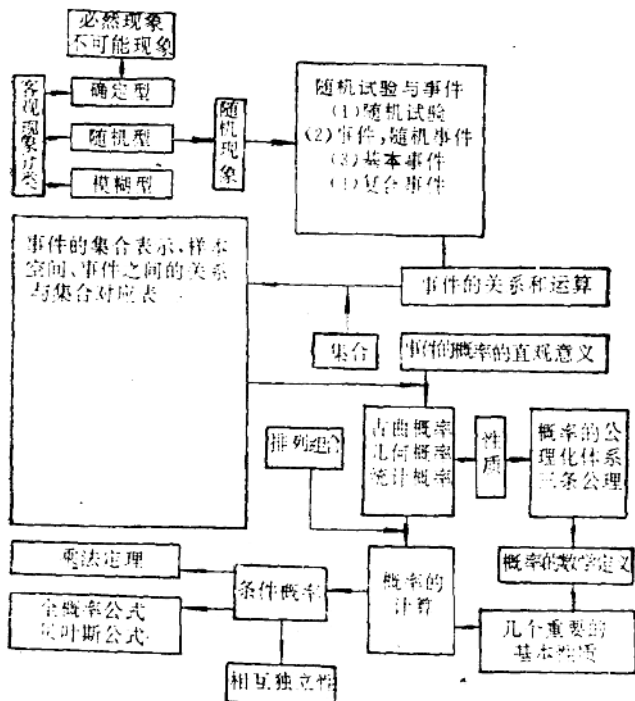 必然现象
不可能现象
客观现象分类
确定型
随机型
模糊型
随机现象
随机试验与事件
(1)随机试验
(2)事件,随机事件
(3)基本事件
(4)复合事件
事件的集合表示、样本
空间、事件之间的关系
与集合对应表
事件的关系和运算
集合
事件的概率的直观意义
排列组合
古典概率
几何概率
统计概率
性质
概率的公
理化体系
三条公理
乘法定理
条件概率
概率的
计算
概率的数学定义
全概率公式
贝叶斯公式
几个重要的
基本性质
相互独立性